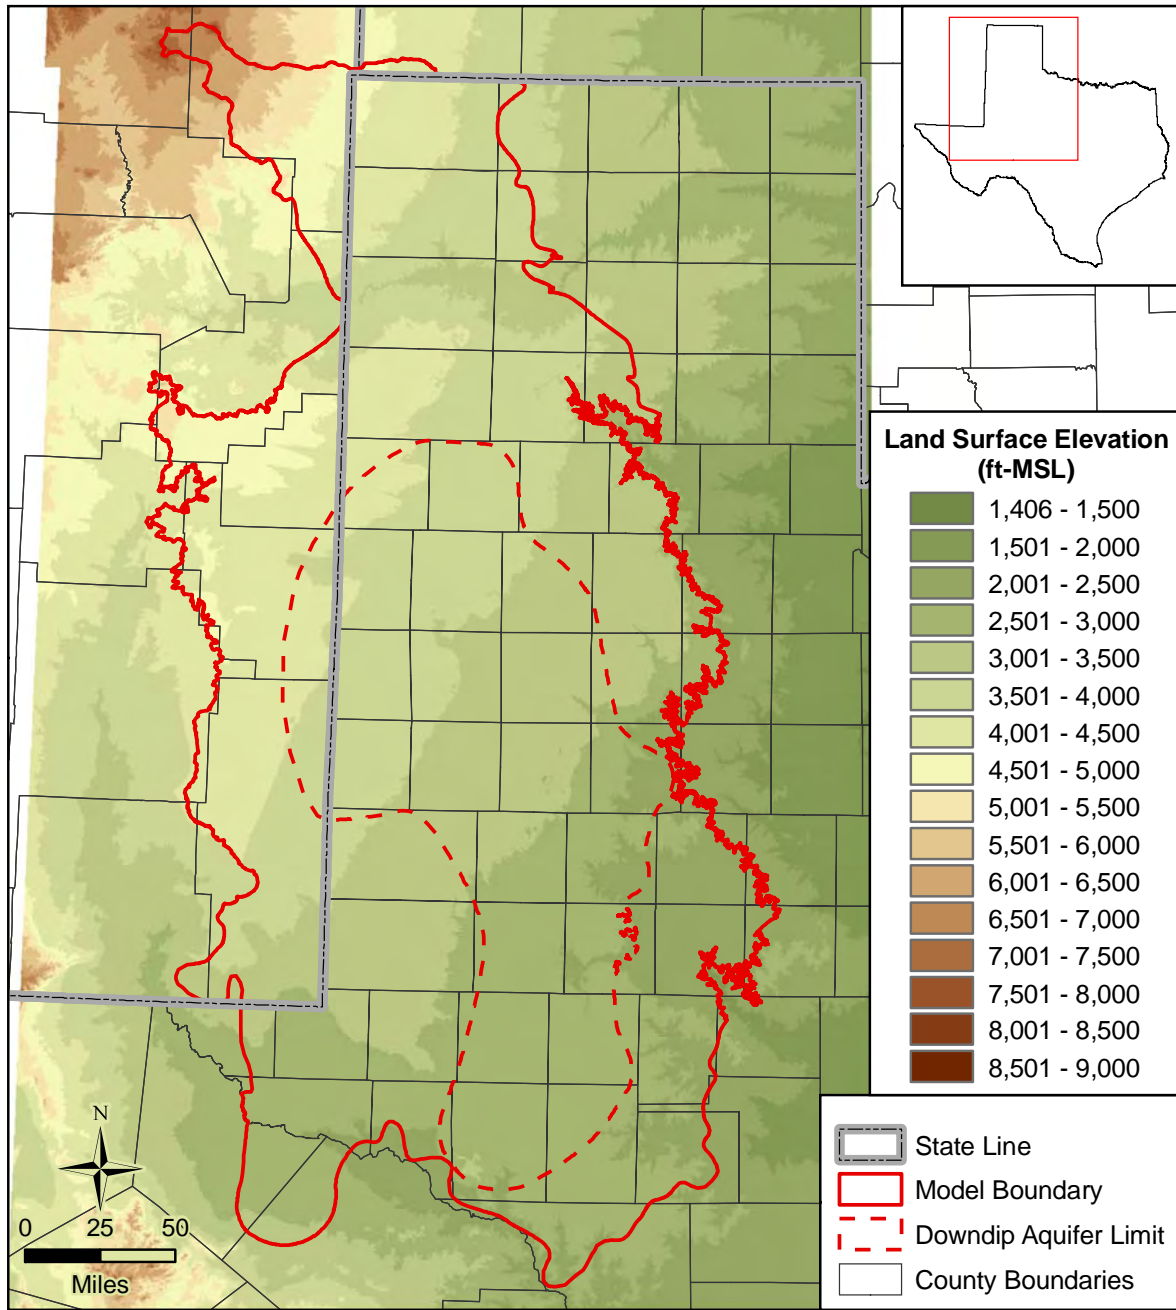 Land Surface Elevation
(ft-MSL)
1,406 - 1,500
1,501 - 2,000
2,001 - 2,500
2,501 - 3,000
3,001 - 3,500
3,501 - 4,000
4,001 - 4,500
4,501 - 5,000
5,001 - 5,500
5,501 - 6,000
6,001 - 6,500
6,501 - 7,000
7,001 - 7,500
7,501 - 8,000
8,001 - 8,500
8,501 - 9,000
N
0 25 50
Miles
State Line
Model Boundary
Downdip Aquifer Limit
County Boundaries